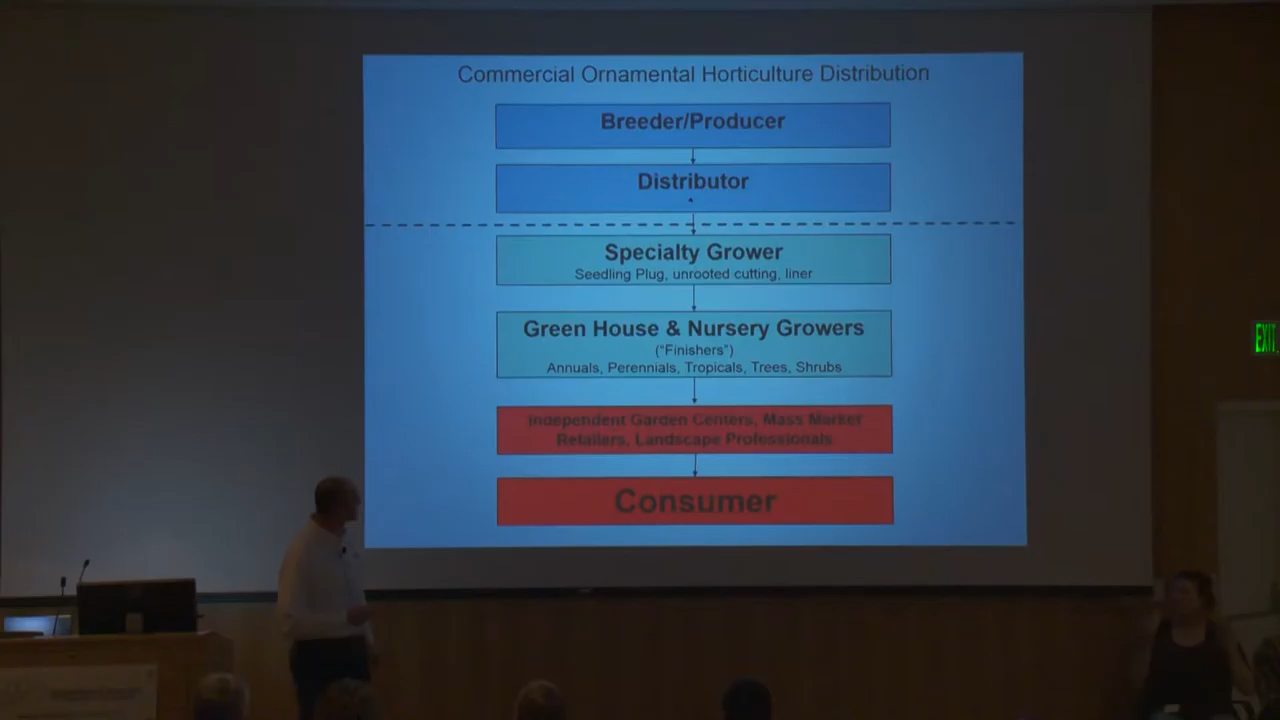 Commercial Ornamental Horticulture Distribution
Breeder/Producer
Distributor
Specialty Grower
Seedling Plug, unrooted cutting, liner
Green House & Nursery Growers
("Finishers")
Annuals, Perennials, Tropicals, Trees, Shrubs
Independent Garden Centers, Mass Market
Retailers, Landscape Professionals
Consumer
EXIT